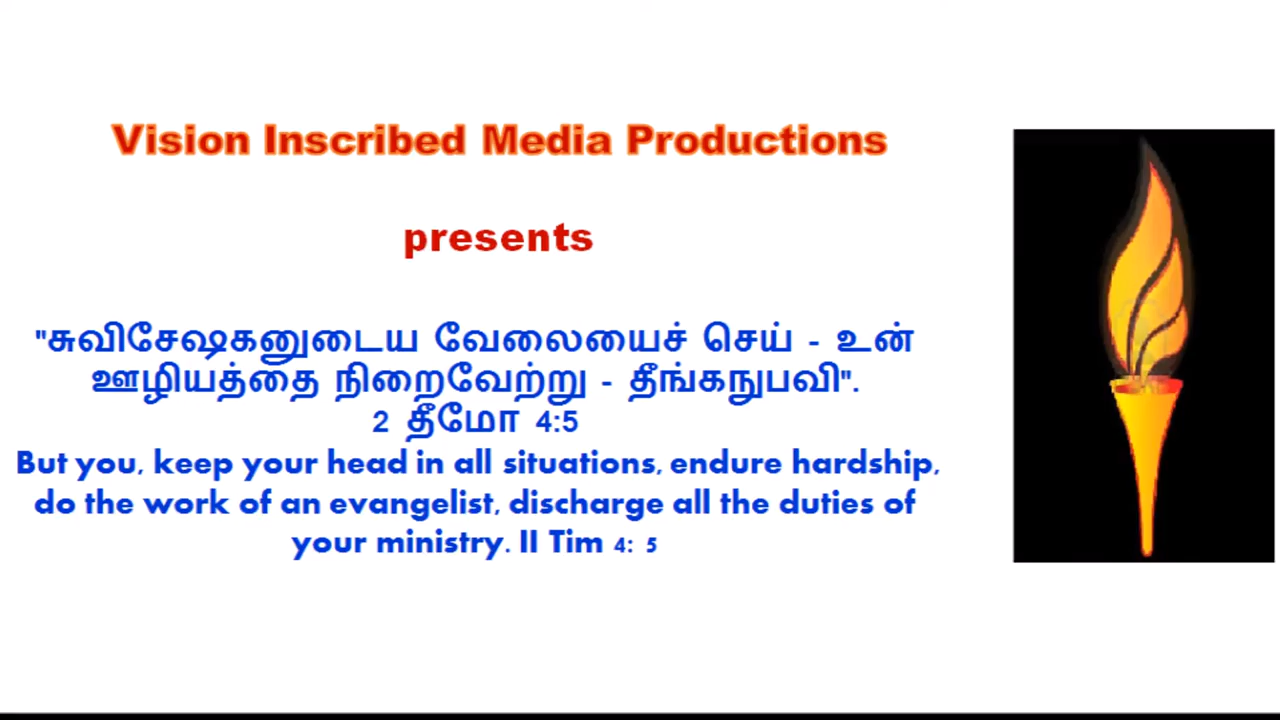 Vision Inscribed Media Productions
presents
"சுவிசேஷகனுடைய வேலையைச் செய் - உன்
ஊழியத்தை நிறைவேற்று - தீங்கநுபவி".
2 தீமோ 4:5
But you, keep your head in all situations, endure hardship,
do the work of an evangelist, discharge all the duties of
your ministry. II Tim 4: 5